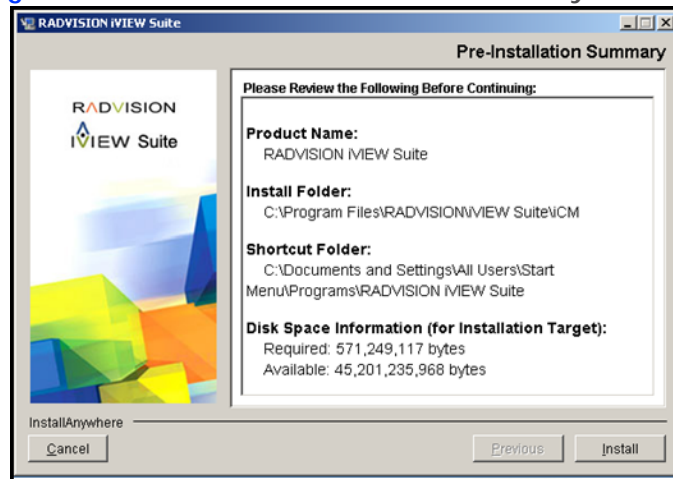 RADVISION iVIEW Suite
Pre-Installation Summary
RADVISION
iVIEW Suite
Please Review the Following Before Continuing:
Product Name:
RADVISION iVIEW Suite
Install Folder:
C:\Program Files\RADVISION\iVIEW Suite\iCM
Shortcut Folder:
C:\Documents and Settings\All Users\Start
Menu\Programs\RADVISION iVIEW Suite
Disk Space Information (for Installation Target):
Required: 571,249,117 bytes
Available: 45,201,235,968 bytes
InstallAnywhere
Cancel
Previous
Install